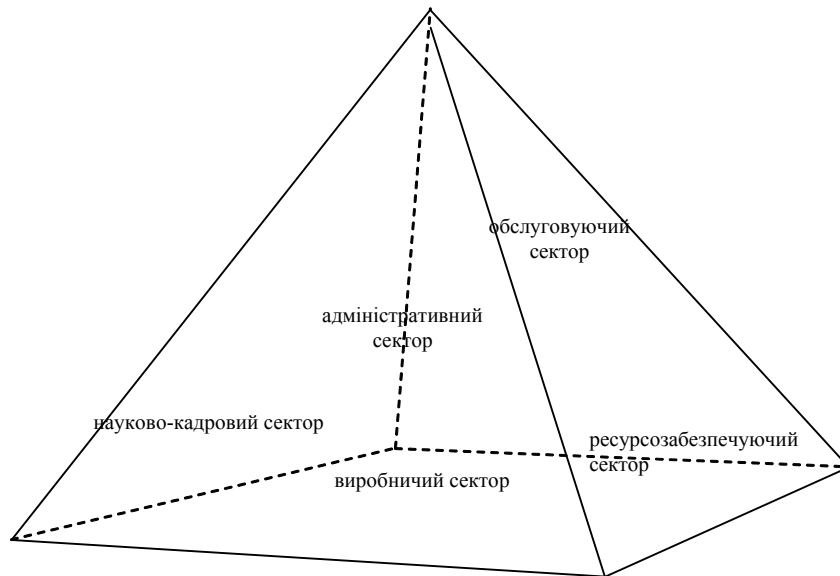 обслуговуючий
сектор
адміністративний
сектор
науково-кадровий сектор
ресурсозабезпечуючий
сектор
виробничий сектор